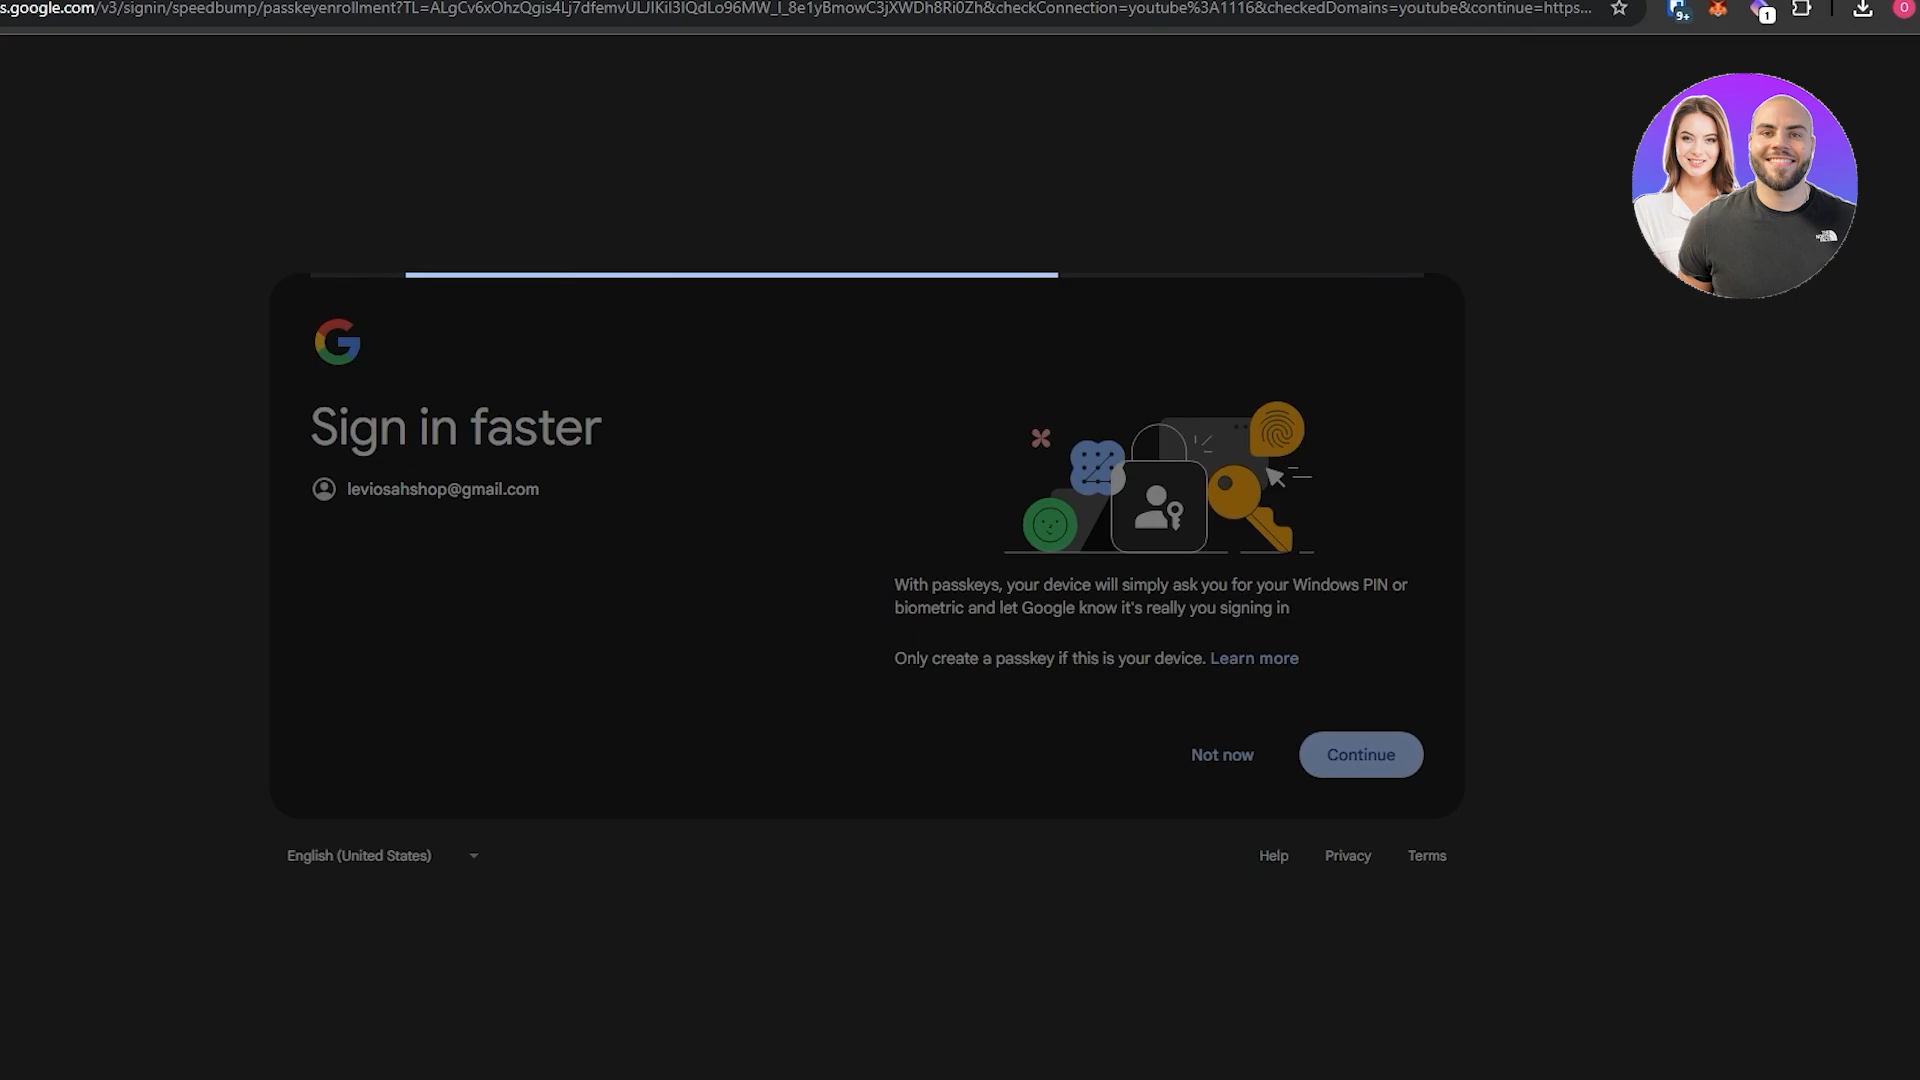 s.google.com/v3/signin/speedbump/passkeyenrollment?TL=ALgCv6xOhzQgis4Lj7dfemvULJIKiI3IQdLo96MW_I_8e1yBmowC3jXWDh8Ri0Zh&checkConnection=youtube%3A1116&checkedDomains=youtube&continue=https...
9+
1
0
Sign in faster
leviosahshop@gmail.com
With passkeys, your device will simply ask you for your Windows PIN or
biometric and let Google know it's really you signing in
Only create a passkey if this is your device. Learn more
Not now
Continue
English (United States)
Help
Privacy
Terms